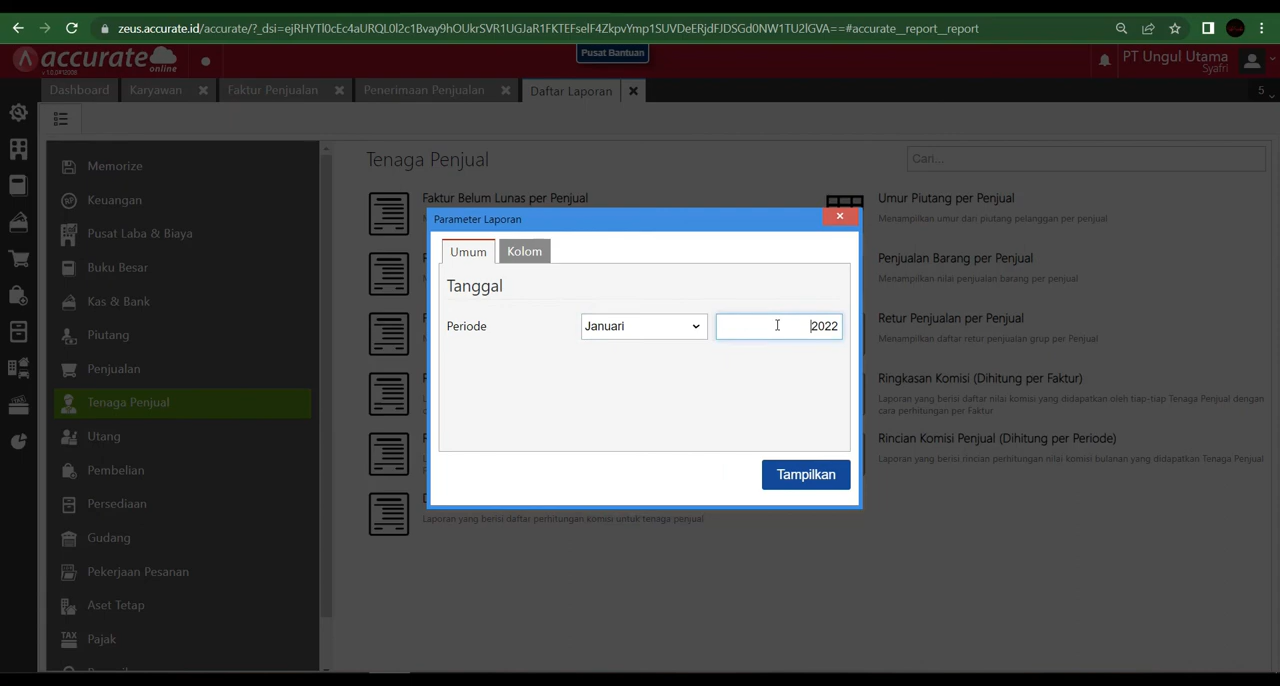 zeus.accurate.id/accurate/?_dsi=ejRHYTl0cEc4aURQL0l2c1Bvay9hOUkrSVR1UGJaR1FKTEFselF4ZkpvYmp1SUVDeERjdFJDSGd0NW1TU2lGVA==#accurate__report__report
accurate
online
Pusat Bantuan
PT Ungul Utama
Syafri
Dashboard
Karyawan
Faktur Penjualan
Penerimaan Penjualan
Daftar Laporan
5
Memorize
Keuangan
Pusat Laba & Biaya
Buku Besar
Kas & Bank
Piutang
Penjualan
Tenaga Penjual
Utang
Pembelian
Persediaan
Gudang
Pekerjaan Pesanan
Aset Tetap
TAX
Pajak
Tenaga Penjual
Cari...
Faktur Belum Lunas per Penjual
Umur Piutang per Penjual
Menampilkan umur dari piutang pelanggan per penjual
Penjualan Barang per Penjual
Menampilkan nilai penjualan barang per penjual
Retur Penjualan per Penjual
Menampilkan daftar retur penjualan grup per Penjual
Ringkasan Komisi (Dihitung per Faktur)
Laporan yang berisi daftar nilai komisi yang didapatkan oleh tiap-tiap Tenaga Penjual dengan
cara perhitungan per Faktur
Rincian Komisi Penjual (Dihitung per Periode)
Laporan yang berisi rincian perhitungan nilai komisi bulanan yang didapatkan Tenaga Penjual
Laporan yang berisi daftar perhitungan komisi untuk tenaga penjual
Parameter Laporan
Umum
Kolom
Tanggal
Periode
Januari
2022
Tampilkan